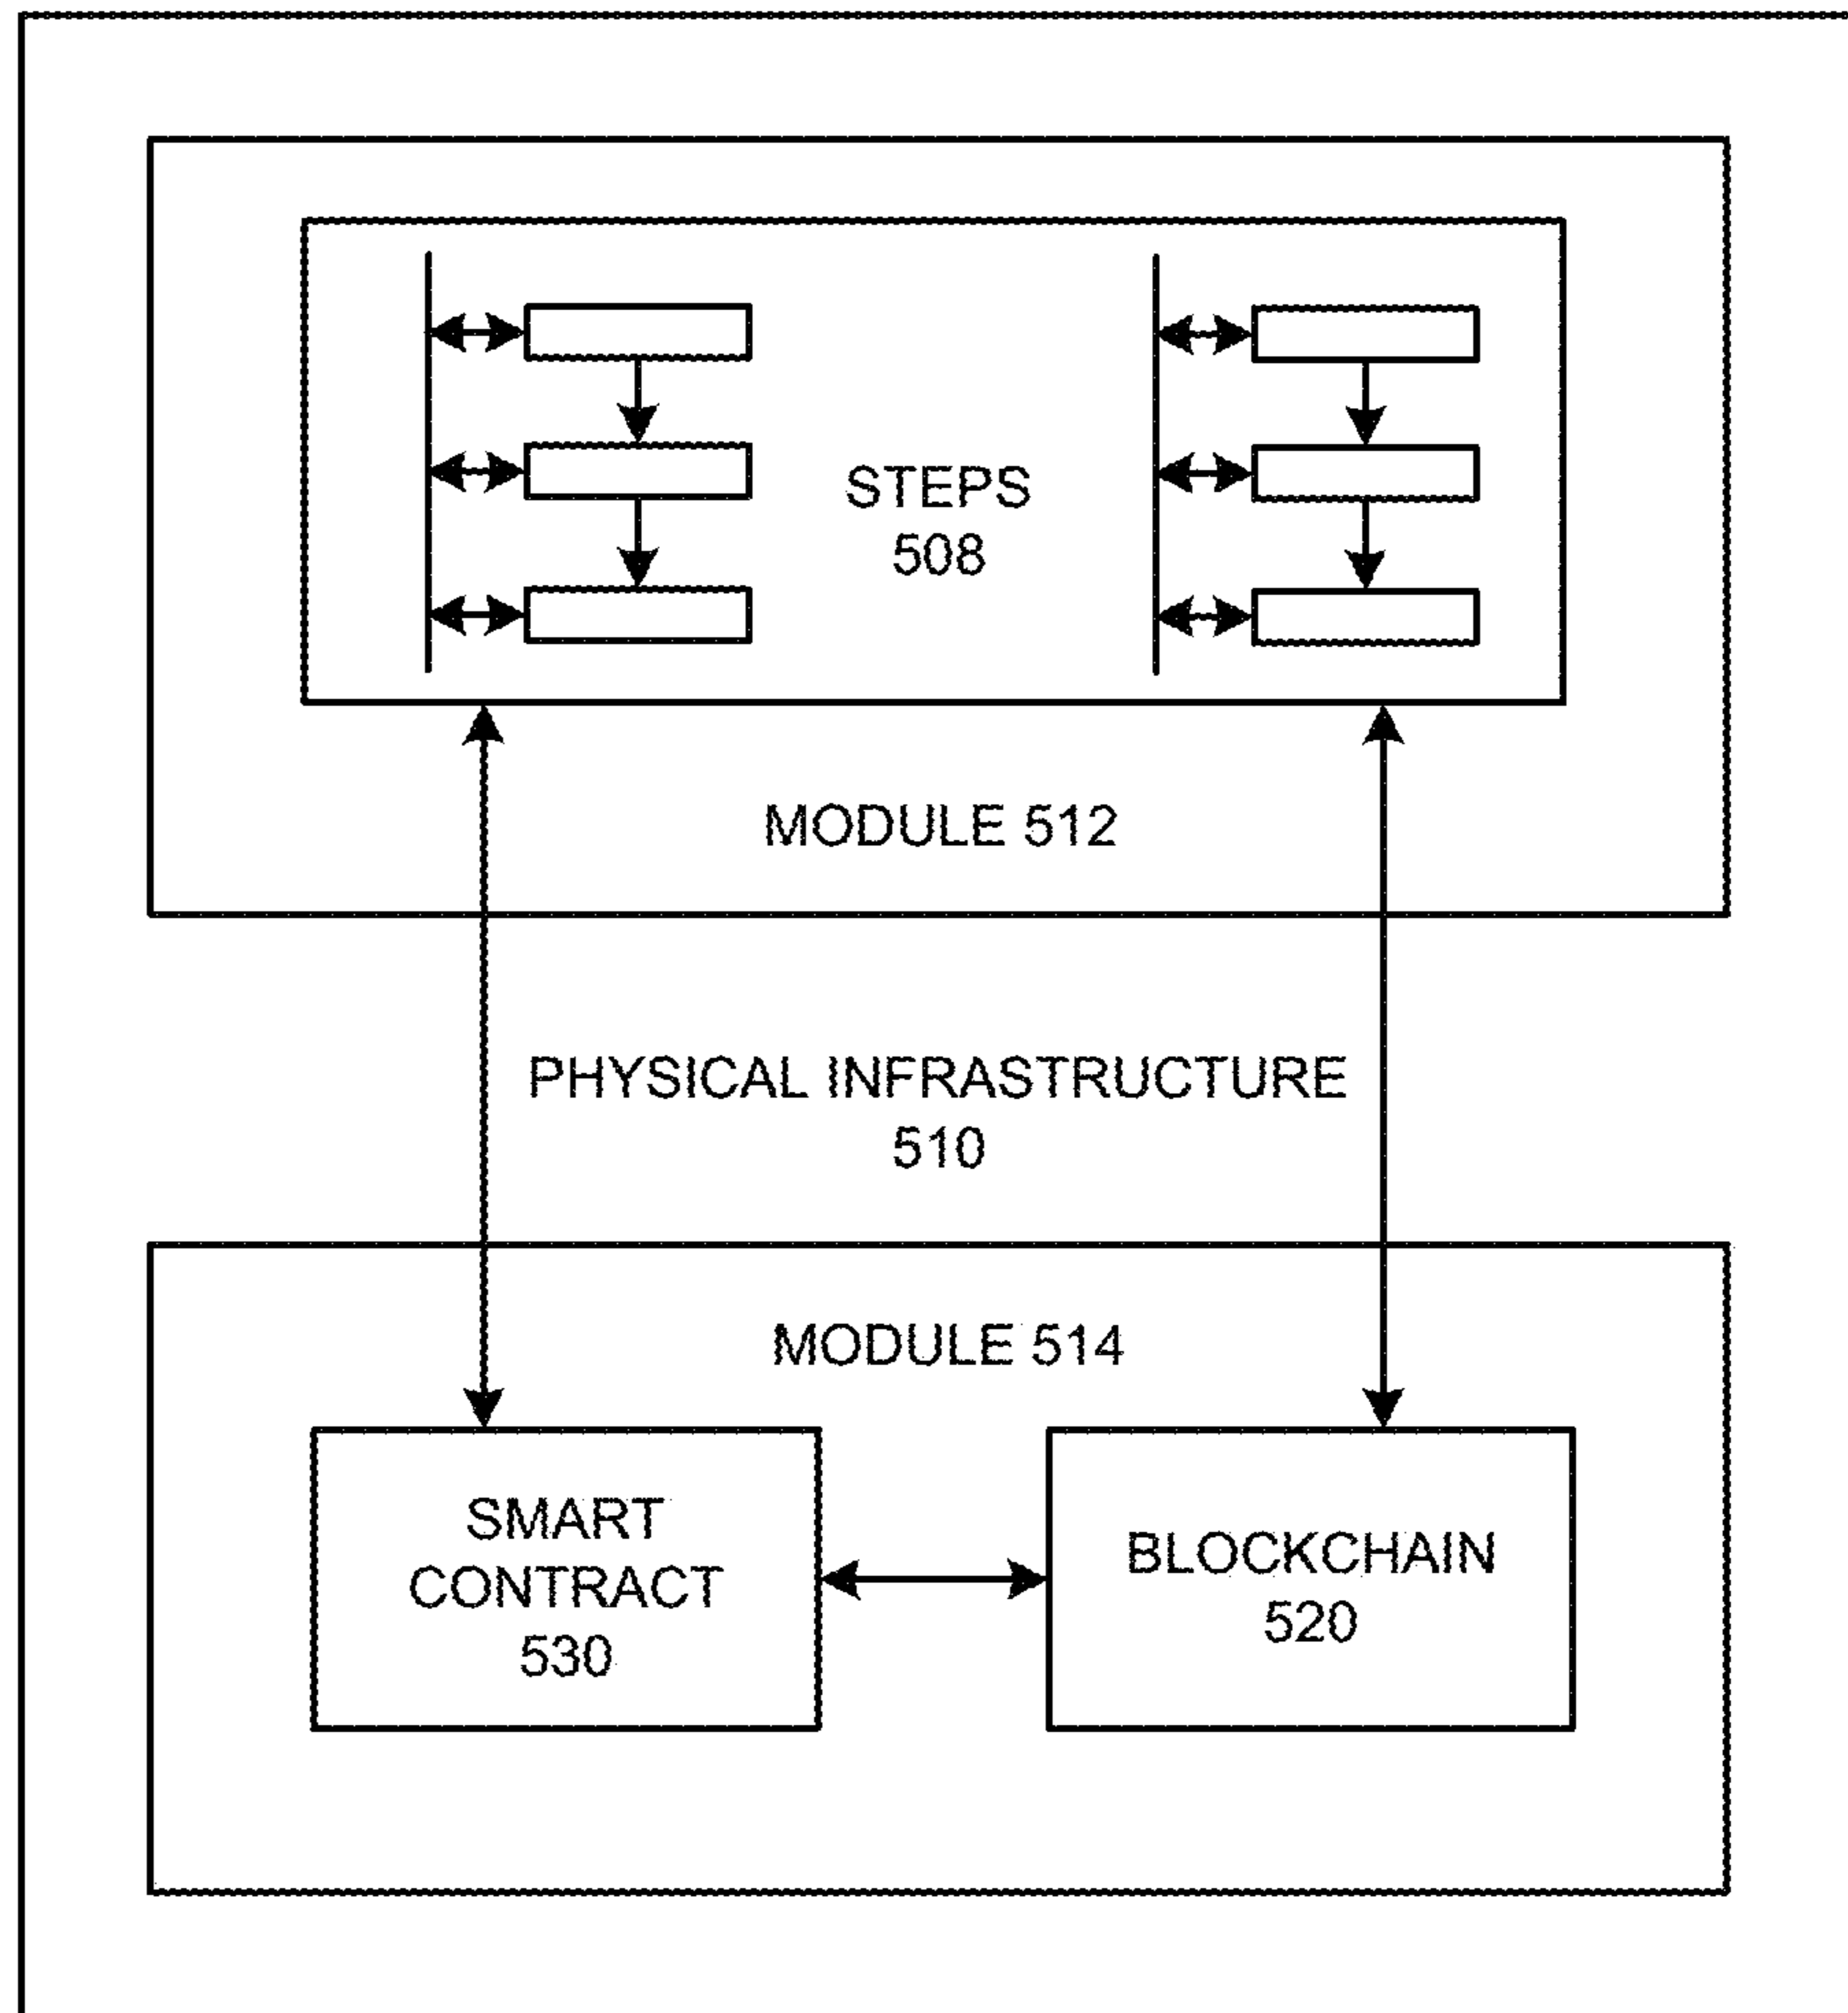 STEPS
508
MODULE 512
PHYSICAL INFRASTRUCTURE
510
MODULE 514
SMART
CONTRACT
530
BLOCKCHAIN
520